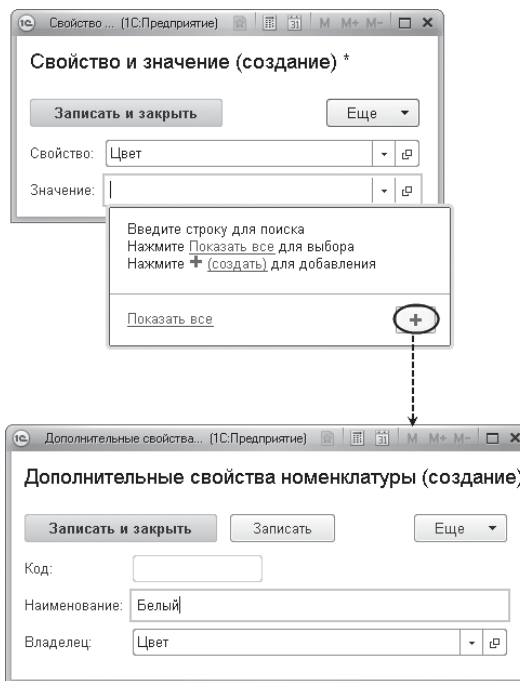 Свойство ... (1С:Предприятие) 31 M M+ M-
Свойство и значение (создание) *
Записать и закрыть Еще
Свойство: Цвет
Значение:
Введите строку для поиска
Нажмите Показать все для выбора
Нажмите + (создать) для добавления
Показать все +
Дополнительные свойства... (1С:Предприятие) 31 M M+ M-
Дополнительные свойства номенклатуры (создание)
Записать и закрыть Записать Еще
Код:
Наименование: Белый
Владелец: Цвет